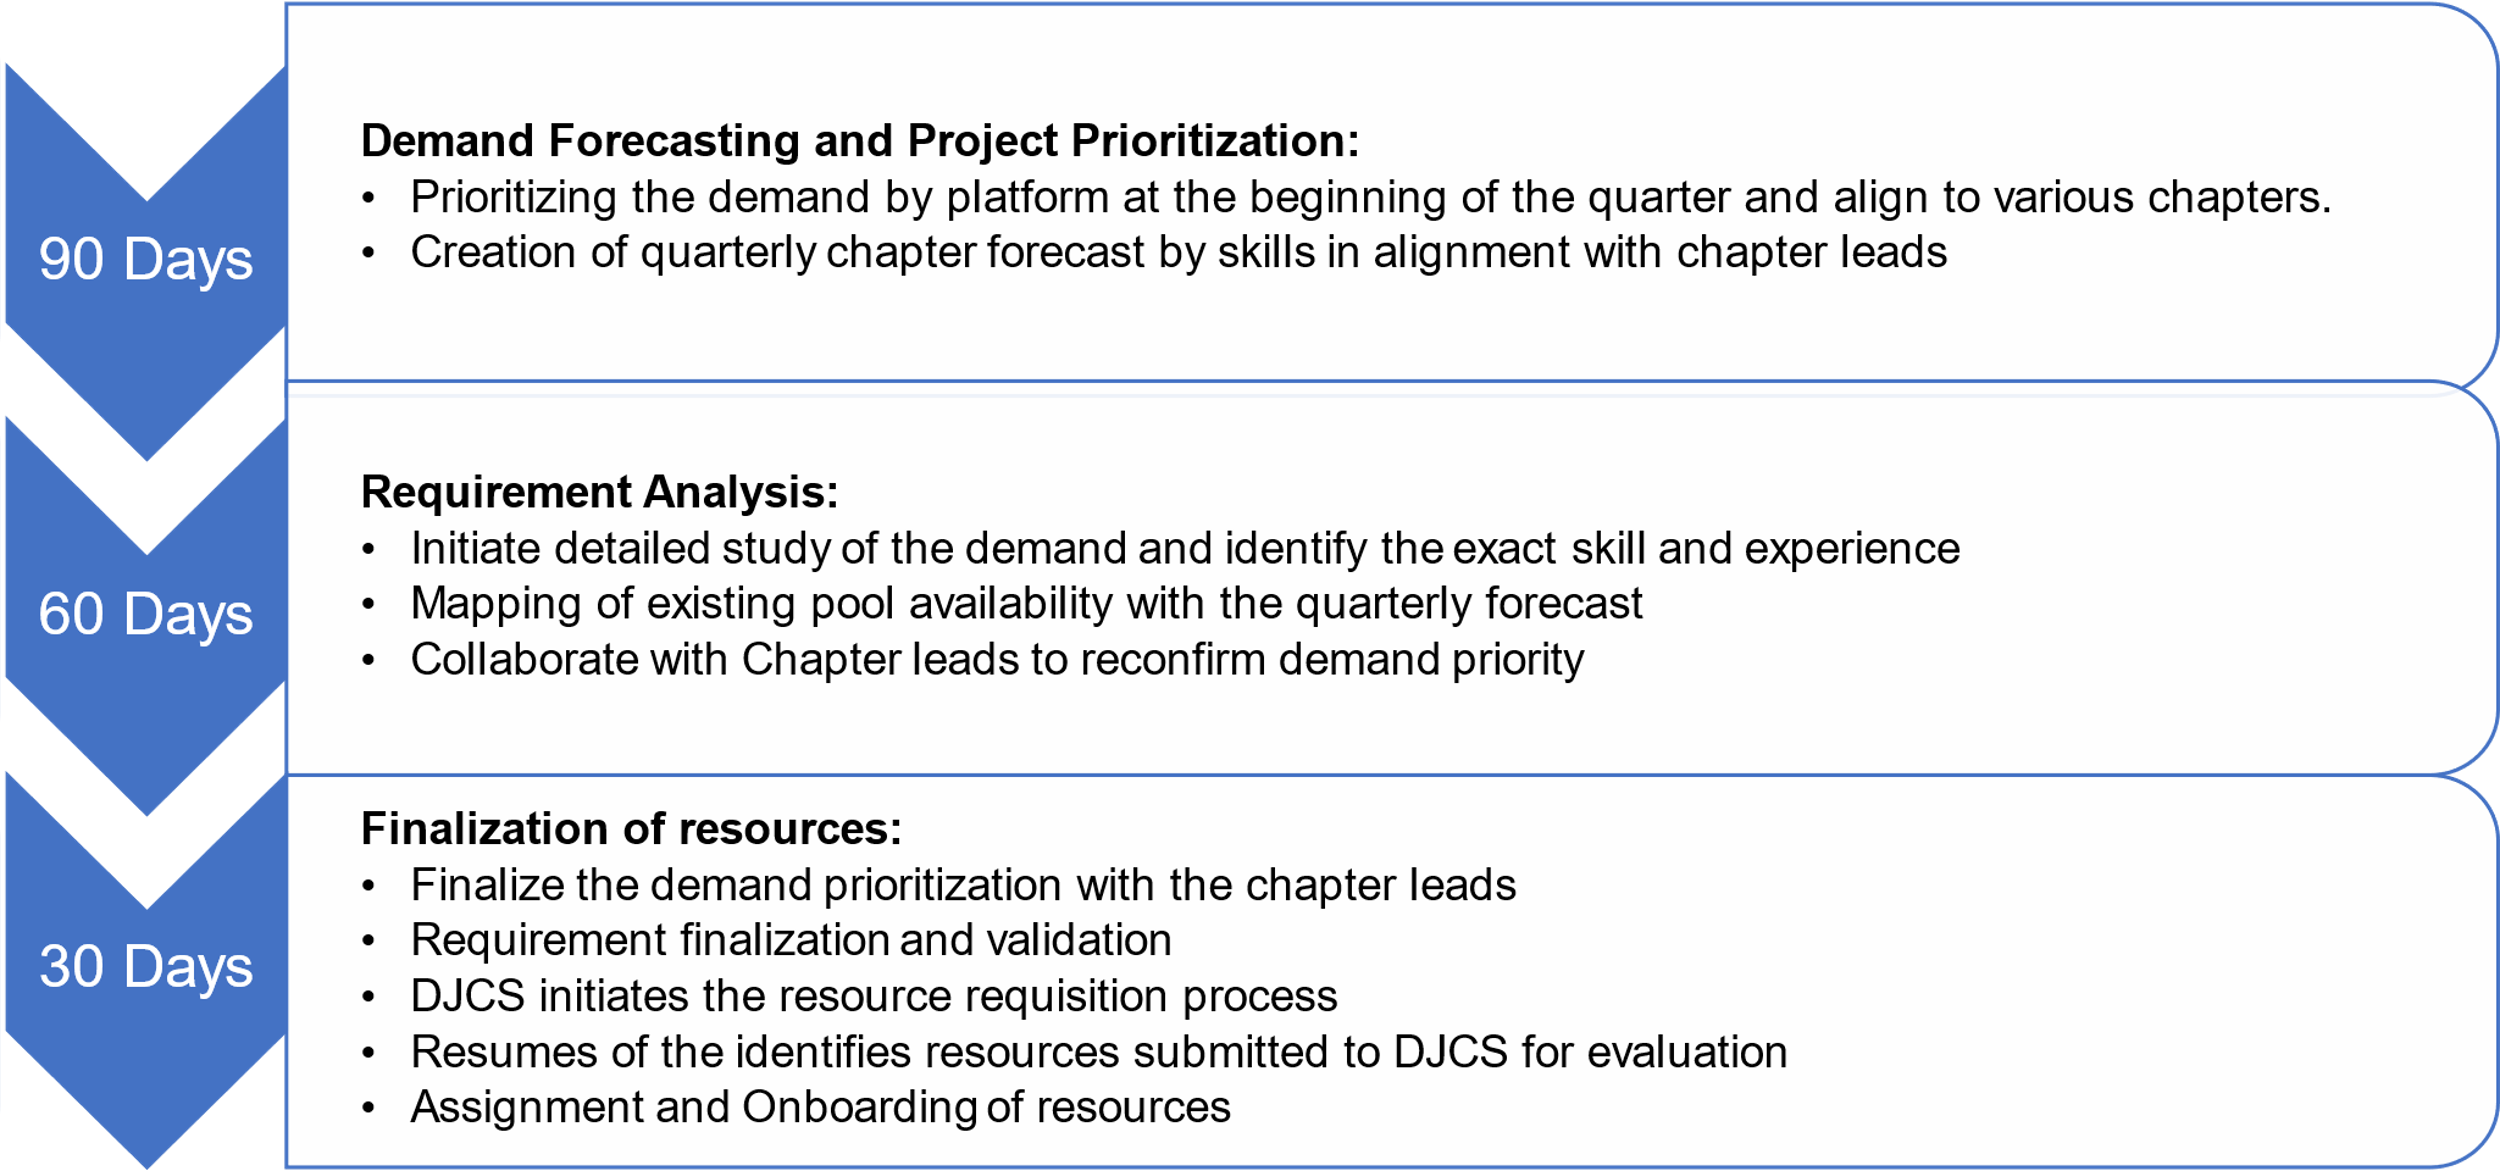 90 Days
Demand Forecasting and Project Prioritization:
• Prioritizing the demand by platform at the beginning of the quarter and align to various chapters.
• Creation of quarterly chapter forecast by skills in alignment with chapter leads
60 Days
Requirement Analysis:
• Initiate detailed study of the demand and identify the exact skill and experience
• Mapping of existing pool availability with the quarterly forecast
• Collaborate with Chapter leads to reconfirm demand priority
30 Days
Finalization of resources:
• Finalize the demand prioritization with the chapter leads
• Requirement finalization and validation
• DJCS initiates the resource requisition process
• Resumes of the identifies resources submitted to DJCS for evaluation
• Assignment and Onboarding of resources